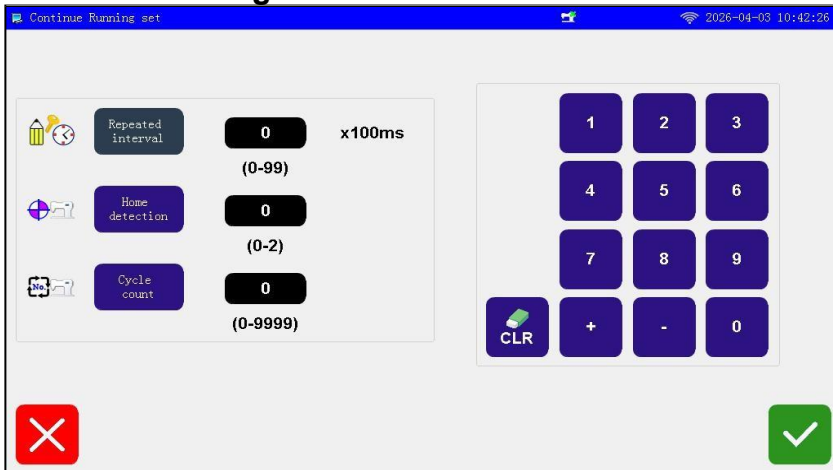 Continue Running set
2026-04-03 10:42:26
Repeated
interval
0
x100ms
(0-99)
Home
detection
0
(0-2)
No.
Cycle
count
0
(0-9999)
1 2 3
4 5 6
7 8 9
CLR + - 0